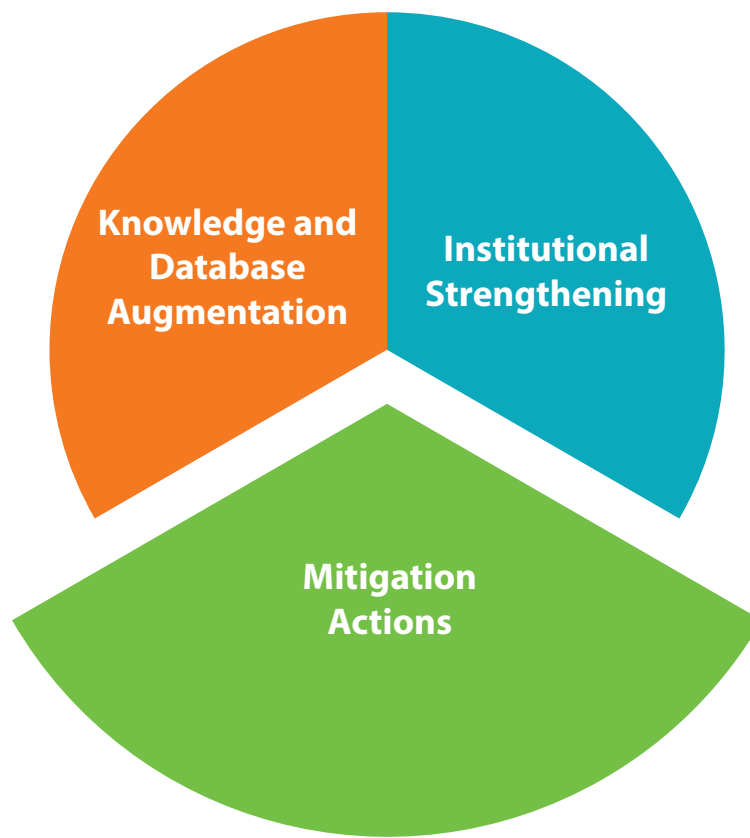 Knowledge and
Database
Augmentation
Institutional
Strengthening
Mitigation
Actions